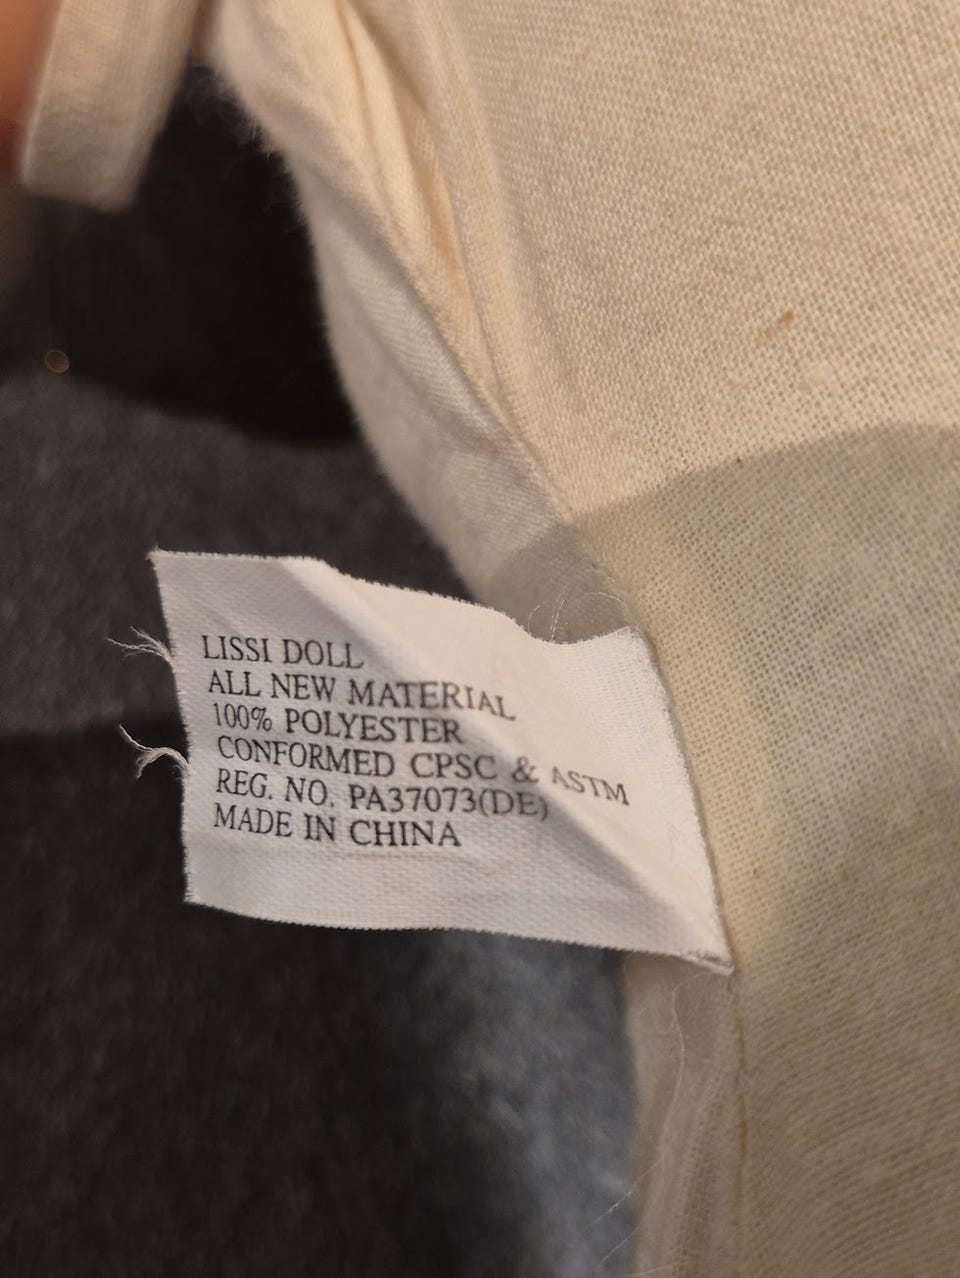 LISSI DOLL
ALL NEW MATERIAL
100% POLYESTER
CONFORMED CPSC & ASTM
REG. NO. PA37073(DE)
MADE IN CHINA